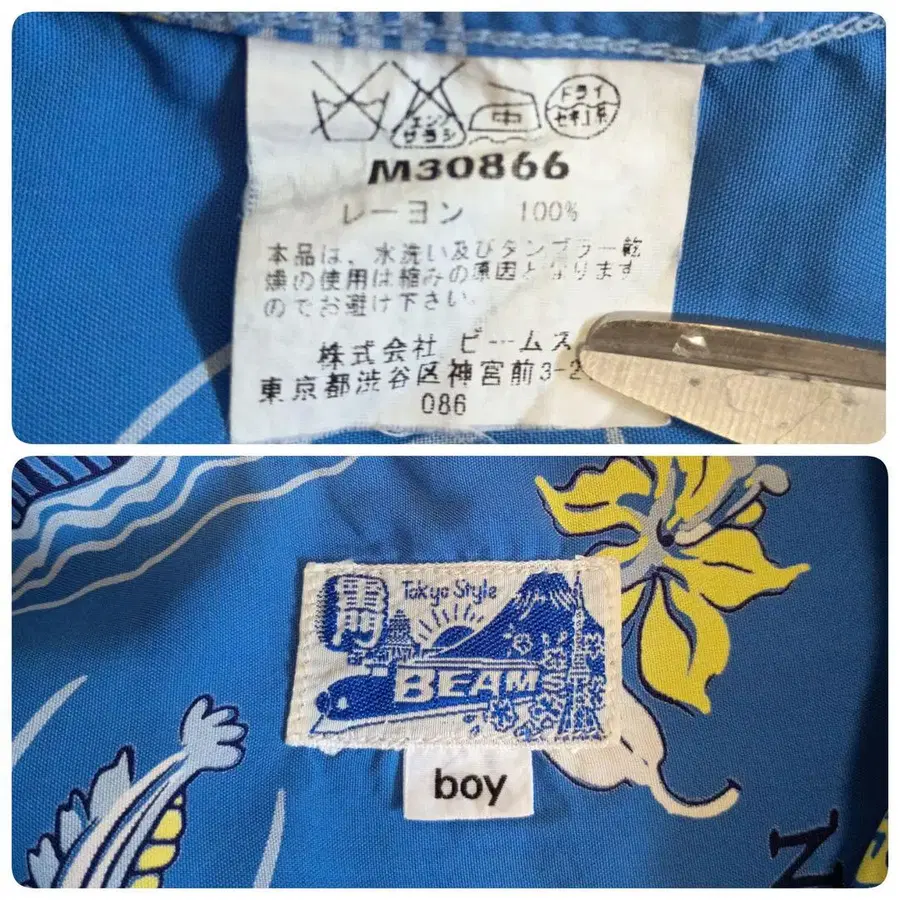 エンソ
サラシ
中
ドライ
セキユ系
M30866
レーヨン 100%
本品は、水洗い及びタンブラー乾
燥の使用は縮みの原因となります
のでお避け下さい。
株式会社 ビームス
東京都渋谷区神宮前3-2
086
雷門
Tokyo Style
BEAMS
boy
N